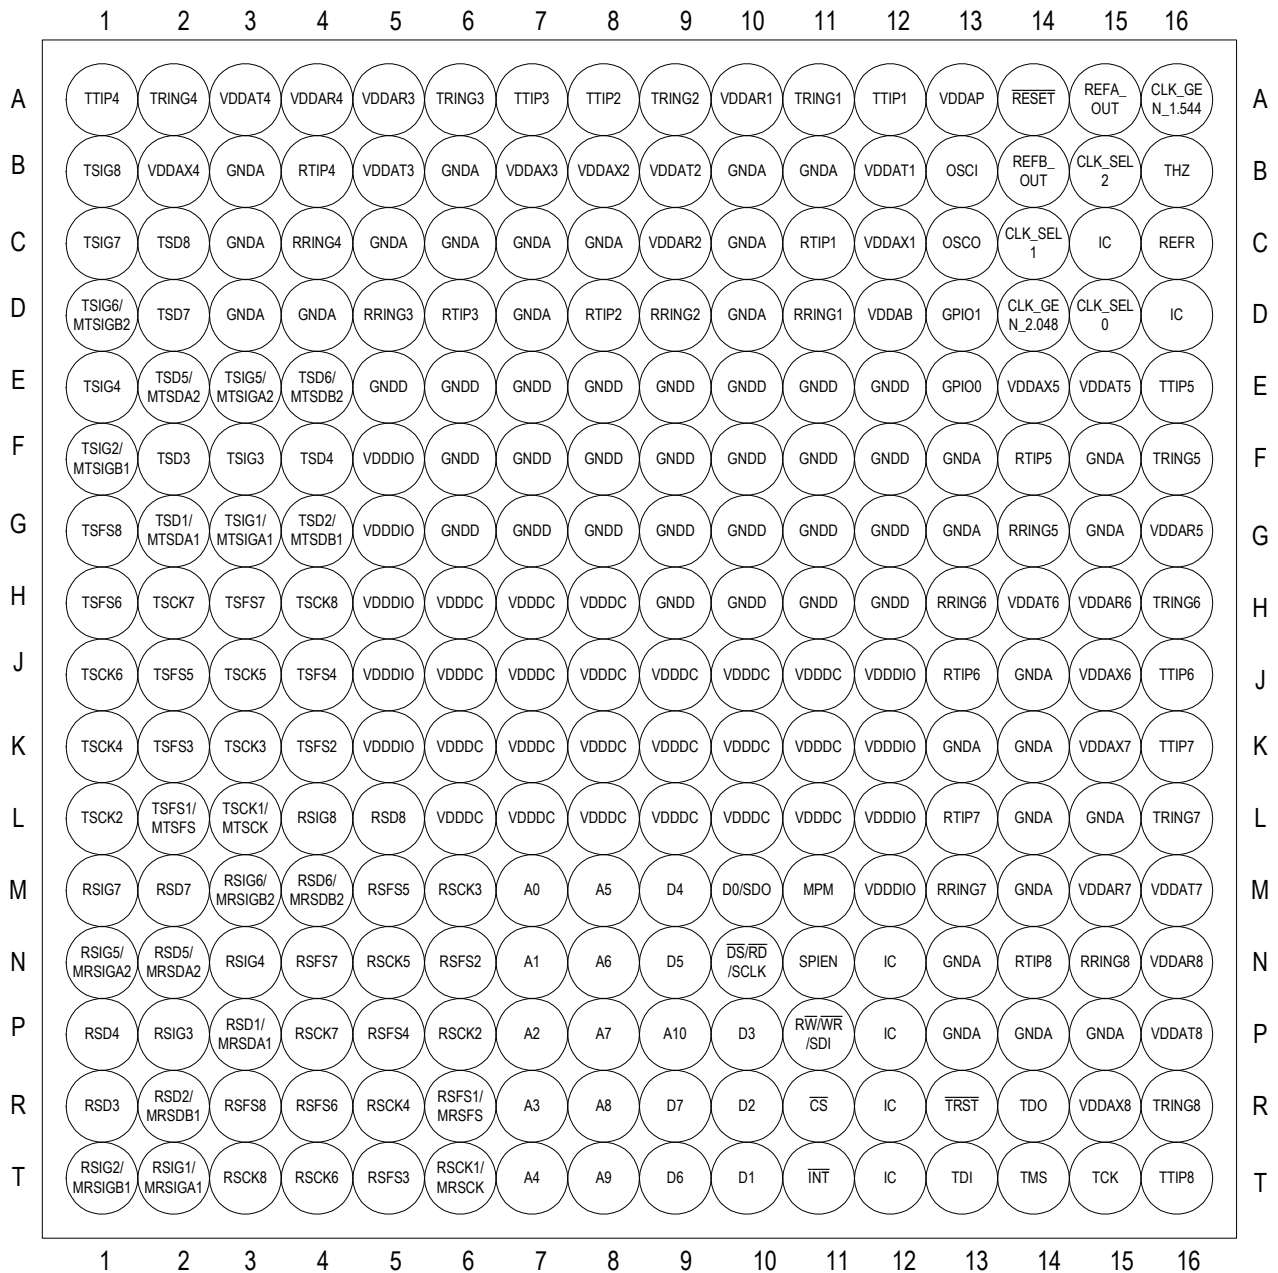 1 2 3 4 5 6 7 8 9 10 11 12 13 14 15 16
A TTIP4 TRING4 VDDAT4 VDDAR4 VDDAR3 TRING3 TTIP3 TTIP2 TRING2 VDDAR1 TRING1 TTIP1 VDDAP RESET REFA_ OUT CLK_GE N_1.544 A
B TSIG8 VDDAX4 GNDA RTIP4 VDDAT3 GNDA VDDAX3 VDDAX2 VDDAT2 GNDA GNDA VDDAT1 OSCI REFB_ OUT CLK_SEL 2 THZ B
C TSIG7 TSD8 GNDA RRING4 GNDA GNDA GNDA GNDA VDDAR2 GNDA RTIP1 VDDAX1 OSCO CLK_SEL 1 IC REFR C
D TSIG6/ MTSIGB2 TSD7 GNDA GNDA RRING3 RTIP3 GNDA RTIP2 RRING2 GNDA RRING1 VDDAB GPIO1 CLK_GE N_2.048 CLK_SEL 0 IC D
E TSIG4 TSD5/ MTSDA2 TSIG5/ MTSIGA2 TSD6/ MTSDB2 GNDD GNDD GNDD GNDD GNDD GNDD GNDD GNDD GPIO0 VDDAX5 VDDAT5 TTIP5 E
F TSIG2/ MTSIGB1 TSD3 TSIG3 TSD4 VDDDIO GNDD GNDD GNDD GNDD GNDD GNDD GNDD GNDA RTIP5 GNDA TRING5 F
G TSFS8 TSD1/ MTSDA1 TSIG1/ MTSIGA1 TSD2/ MTSDB1 VDDDIO GNDD GNDD GNDD GNDD GNDD GNDD GNDD GNDA RRING5 GNDA VDDAR5 G
H TSFS6 TSCK7 TSFS7 TSCK8 VDDDIO VDDDC VDDDC VDDDC GNDD GNDD GNDD GNDD RRING6 VDDAT6 VDDAR6 TRING6 H
J TSCK6 TSFS5 TSCK5 TSFS4 VDDDIO VDDDC VDDDC VDDDC VDDDC VDDDC VDDDC VDDDIO RTIP6 GNDA VDDAX6 TTIP6 J
K TSCK4 TSFS3 TSCK3 TSFS2 VDDDIO VDDDC VDDDC VDDDC VDDDC VDDDC VDDDC VDDDIO GNDA GNDA VDDAX7 TTIP7 K
L TSCK2 TSFS1/ MTSFS TSCK1/ MTSCK RSIG8 RSD8 VDDDC VDDDC VDDDC VDDDC VDDDC VDDDC VDDDIO RTIP7 GNDA GNDA TRING7 L
M RSIG7 RSD7 RSIG6/ MRSIGB2 RSD6/ MRSDB2 RSFS5 RSCK3 A0 A5 D4 D0/SDO MPM VDDDIO RRING7 GNDA VDDAR7 VDDAT7 M
N RSIG5/ MRSIGA2 RSD5/ MRSDA2 RSIG4 RSFS7 RSCK5 RSFS2 A1 A6 D5 DS/RD /SCLK SPIEN IC GNDA RTIP8 RRING8 VDDAR8 N
P RSD4 RSIG3 RSD1/ MRSDA1 RSCK7 RSFS4 RSCK2 A2 A7 A10 D3 RW/WR /SDI IC GNDA GNDA GNDA VDDAT8 P
R RSD3 RSD2/ MRSDB1 RSFS8 RSFS6 RSCK4 RSFS1/ MRSFS A3 A8 D7 D2 CS IC TRST TDO VDDAX8 TRING8 R
T RSIG2/ MRSIGB1 RSIG1/ MRSIGA1 RSCK8 RSCK6 RSFS3 RSCK1/ MRSCK A4 A9 D6 D1 INT IC TDI TMS TCK TTIP8 T
1 2 3 4 5 6 7 8 9 10 11 12 13 14 15 16